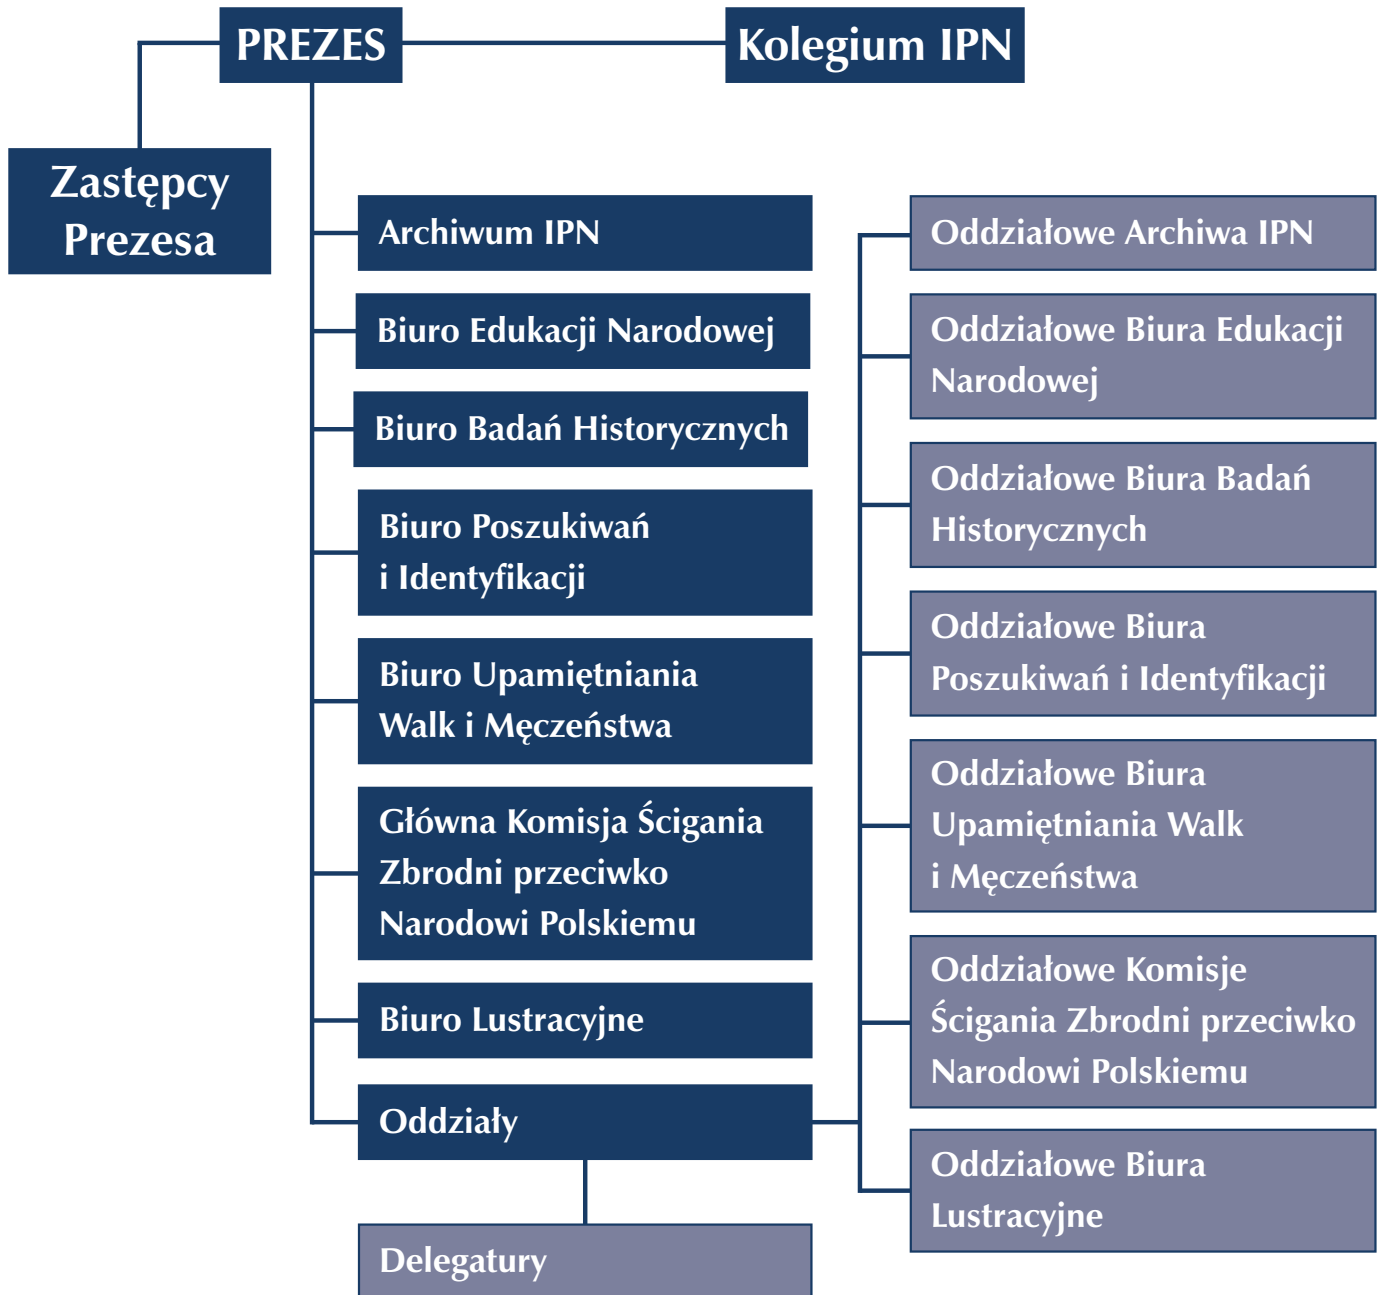 PREZES
Kolegium IPN
Zastępcy
Prezesa
Archiwum IPN
Biuro Edukacji Narodowej
Biuro Badań Historycznych
Biuro Poszukiwań
i Identyfikacji
Biuro Upamiętniania
Walk i Męczeństwa
Główna Komisja Ścigania
Zbrodni przeciwko
Narodowi Polskiemu
Biuro Lustracyjne
Oddziały
Delegatury
Oddziałowe Archiwa IPN
Oddziałowe Biura Edukacji
Narodowej
Oddziałowe Biura Badań
Historycznych
Oddziałowe Biura
Poszukiwań i Identyfikacji
Oddziałowe Biura
Upamiętniania Walk
i Męczeństwa
Oddziałowe Komisje
Ścigania Zbrodni przeciwko
Narodowi Polskiemu
Oddziałowe Biura
Lustracyjne